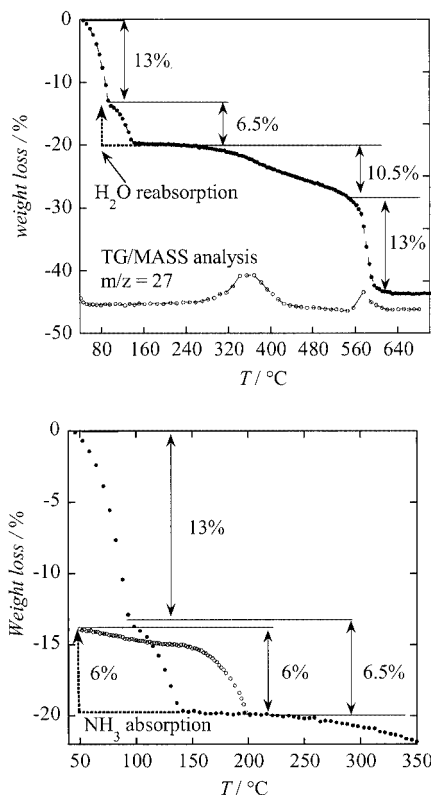 0
-10
-20
-30
-40
-50
weight loss / %
13%
6.5%
10.5%
13%
H₂O reabsorption
TG/MASS analysis
m/z = 27
80 160 240 320 400 480 560 640
T / °C
0
-5
-10
-15
-20
Weight loss / %
13%
6%
6%
6.5%
NH₃ absorption
50 100 150 200 250 300 350
T / °C